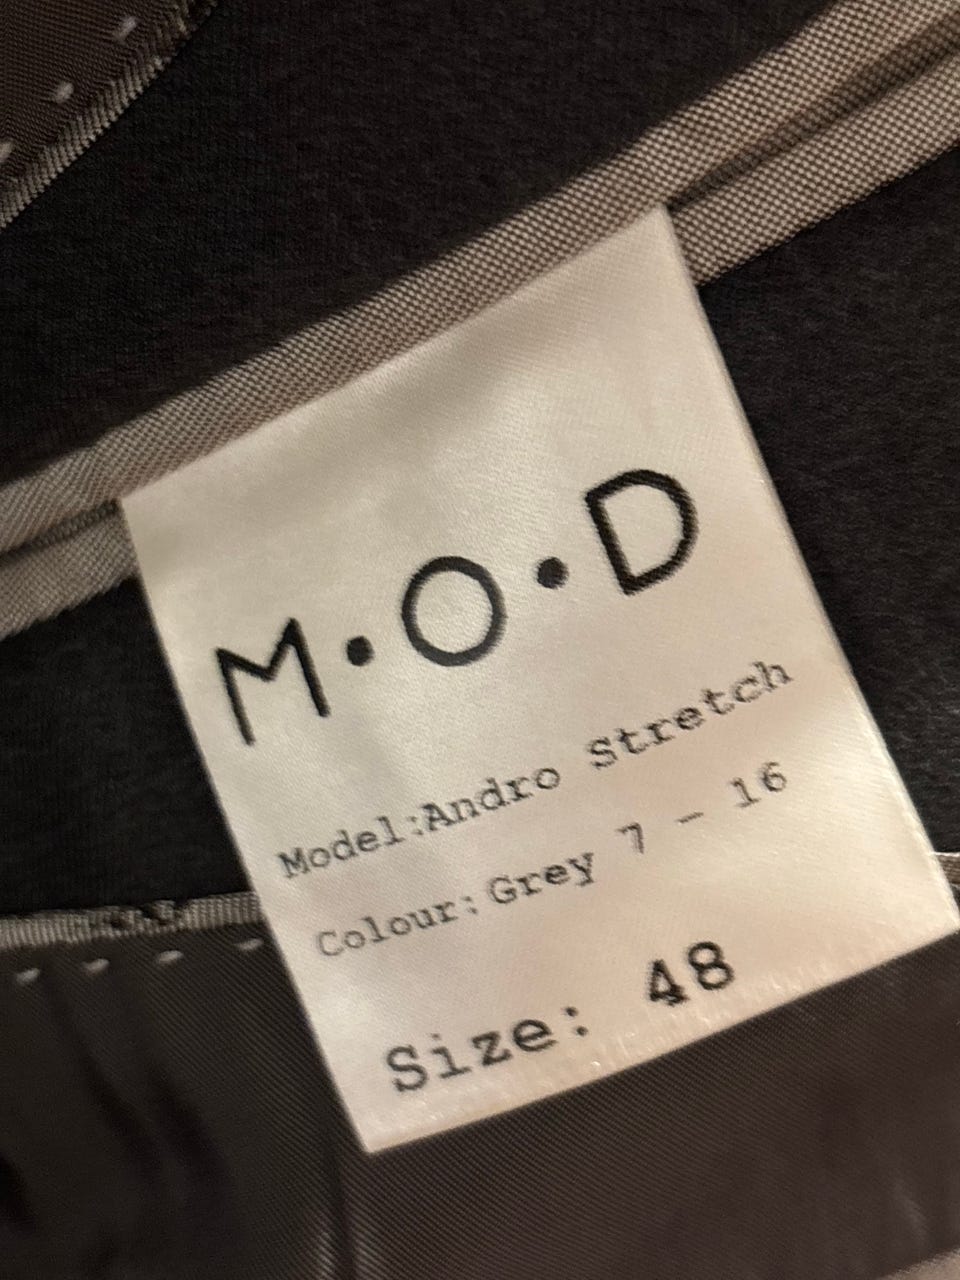 M•O•D
Model:Andro Stretch
Colour:Grey 7 - 16
Size: 48